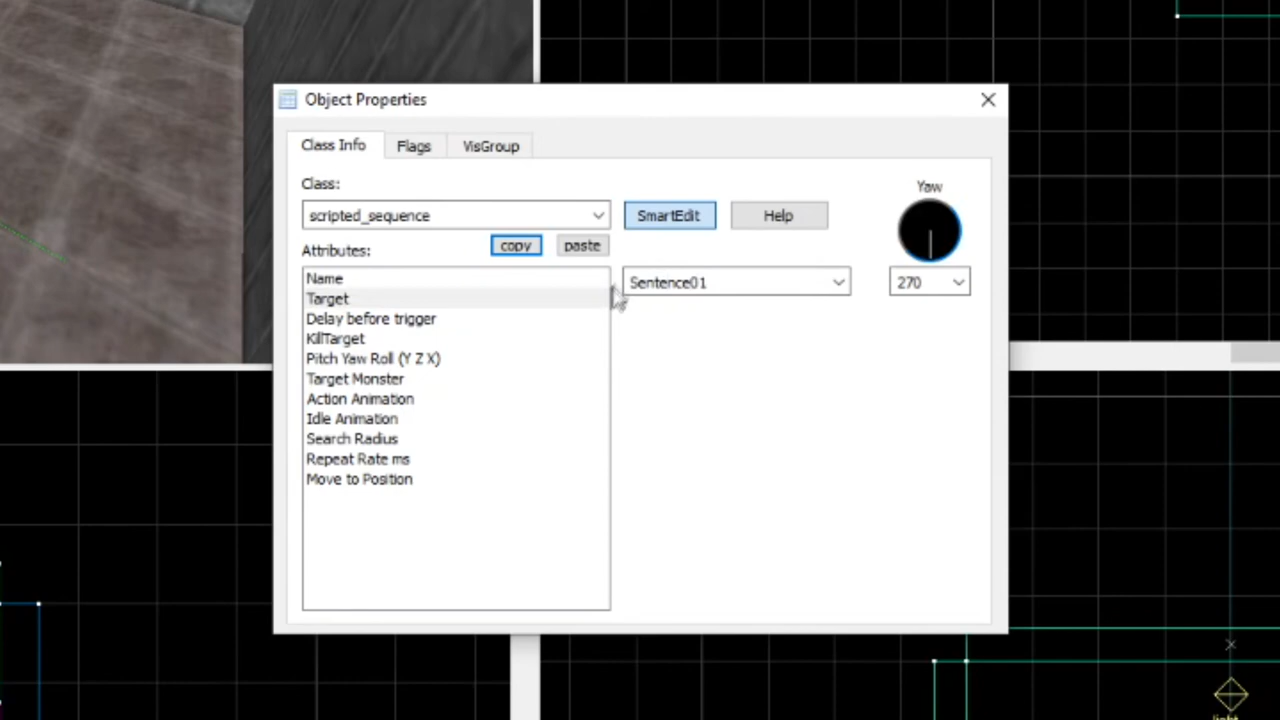 Object Properties
Class Info
Flags
VisGroup
Class:
Yaw
scripted_sequence
SmartEdit
Help
Attributes:
copy
paste
Name
Sentence01
270
Target
Delay before trigger
KillTarget
Pitch Yaw Roll (Y Z X)
Target Monster
Action Animation
Idle Animation
Search Radius
Repeat Rate ms
Move to Position